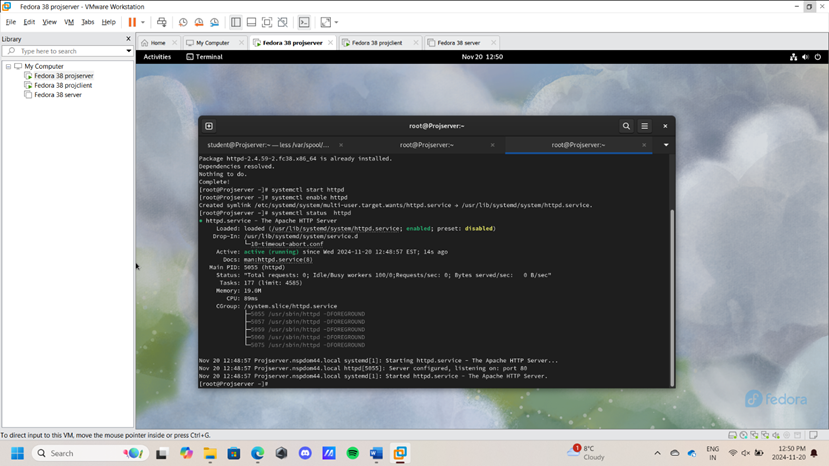 Fedora 38 projserver - VMware Workstation
File Edit View VM Tabs Help
Library
Type here to search
My Computer
Fedora 38 projserver
Fedora 38 projclient
Fedora 38 server
Home My Computer Fedora 38 projserver Fedora 38 projclient Fedora 38 server
Activities Terminal Nov 20 12:50
root@Projserver:~
student@Projserver:~ — less /var/spool/... root@Projserver:~ root@Projserver:~
Package httpd-2.4.59-2.fc38.x86_64 is already installed.
Dependencies resolved.
Nothing to do.
Complete!
[root@Projserver ~]# systemctl start httpd
[root@Projserver ~]# systemctl enable httpd
Created symlink /etc/systemd/system/multi-user.target.wants/httpd.service → /usr/lib/systemd/system/httpd.service.
[root@Projserver ~]# systemctl status httpd
● httpd.service - The Apache HTTP Server
Loaded: loaded (/usr/lib/systemd/system/httpd.service; enabled; preset: disabled)
Drop-In: /usr/lib/systemd/system/service.d
└─10-timeout-abort.conf
Active: active (running) since Wed 2024-11-20 12:48:57 EST; 14s ago
Docs: man:httpd.service(8)
Main PID: 5055 (httpd)
Status: "Total requests: 0; Idle/Busy workers 100/0;Requests/sec: 0; Bytes served/sec: 0 B/sec"
Tasks: 177 (limit: 4585)
Memory: 19.0M
CPU: 89ms
CGroup: /system.slice/httpd.service
├─5055 /usr/sbin/httpd -DFOREGROUND
├─5057 /usr/sbin/httpd -DFOREGROUND
├─5059 /usr/sbin/httpd -DFOREGROUND
├─5060 /usr/sbin/httpd -DFOREGROUND
└─5075 /usr/sbin/httpd -DFOREGROUND
Nov 20 12:48:57 Projserver.nspdom44.local systemd[1]: Starting httpd.service - The Apache HTTP Server...
Nov 20 12:48:57 Projserver.nspdom44.local httpd[5055]: Server configured, listening on: port 80
Nov 20 12:48:57 Projserver.nspdom44.local systemd[1]: Started httpd.service - The Apache HTTP Server.
[root@Projserver ~]#
fedora
To direct input to this VM, move the mouse pointer inside or press Ctrl+G.
Search
1
8°C
Cloudy
ENG
IN
12:50 PM
2024-11-20